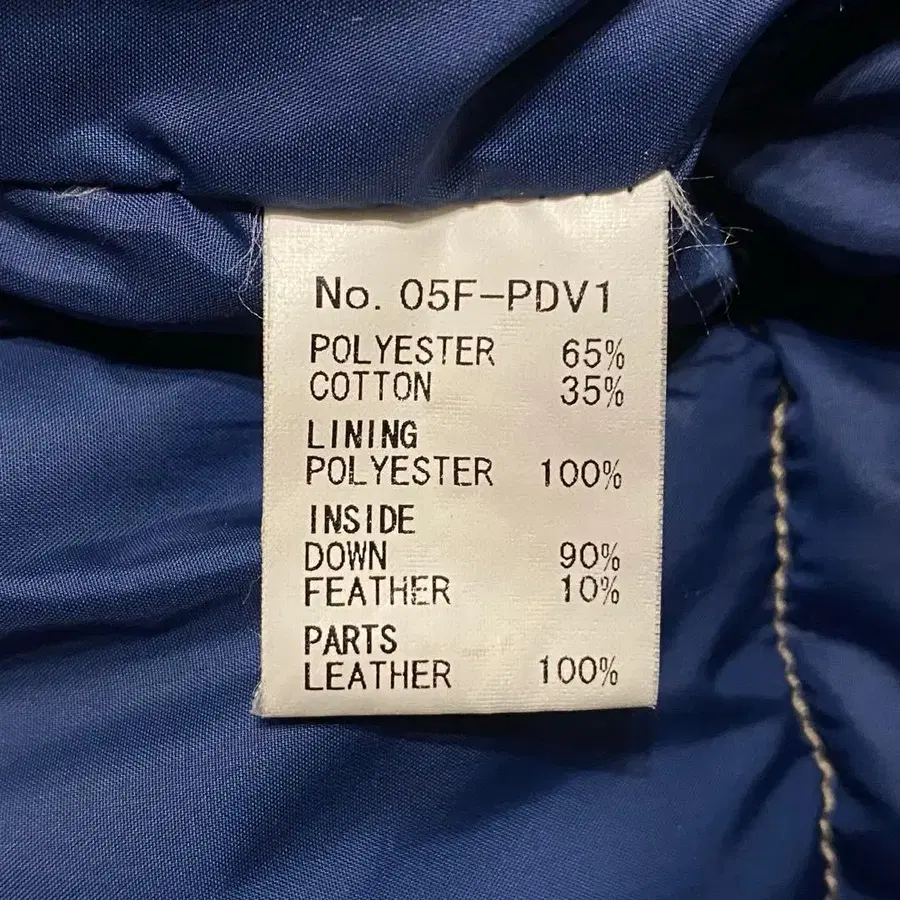 No. 05F-PDV1
POLYESTER 65%
COTTON 35%
LINING
POLYESTER 100%
INSIDE
DOWN 90%
FEATHER 10%
PARTS
LEATHER 100%